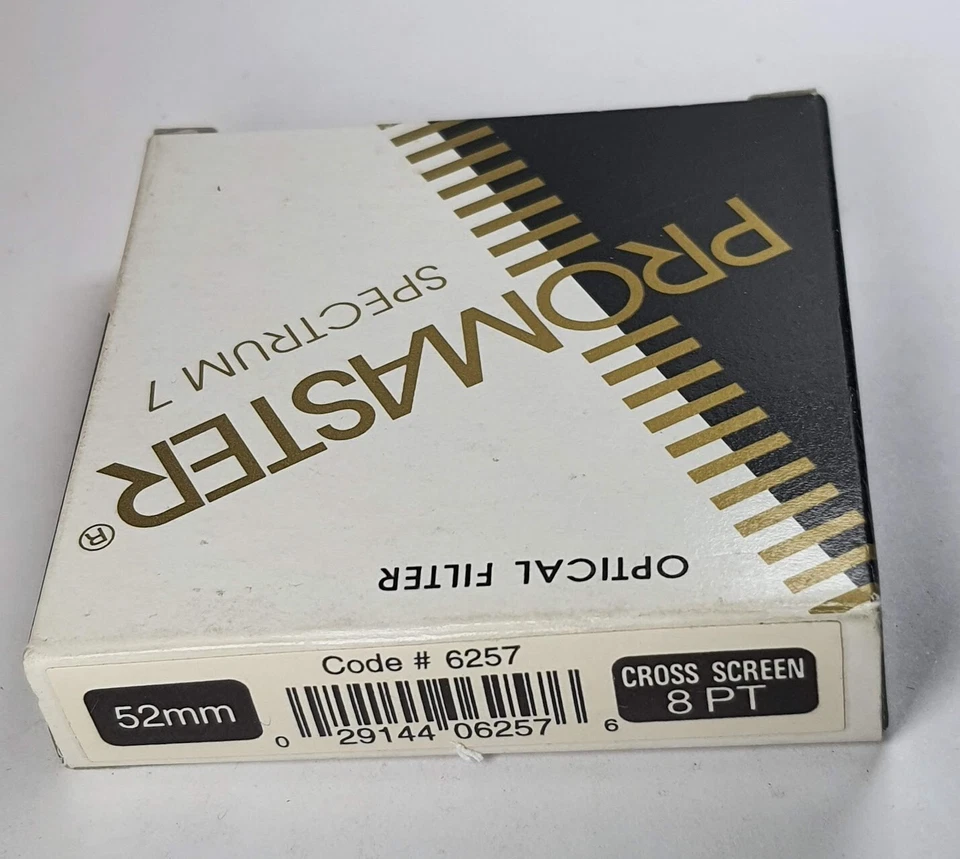 PROMASTER®
SPECTRUM 7
OPTICAL FILTER
Code # 6257
52mm
0 29144 06257 6
CROSS SCREEN
8 PT